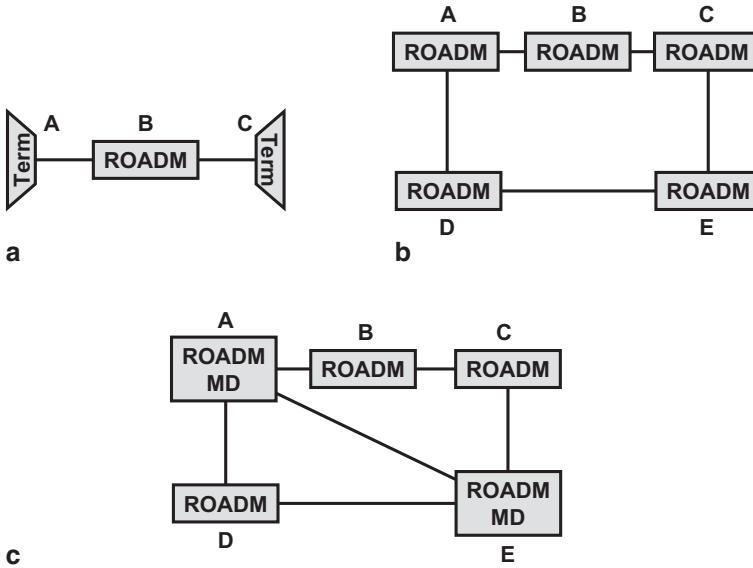 A B C
ROADM ROADM ROADM
A B C
Term ROADM Term
ROADM ROADM
D E
a b
A B C
ROADM MD ROADM ROADM
ROADM ROADM MD
D E
c